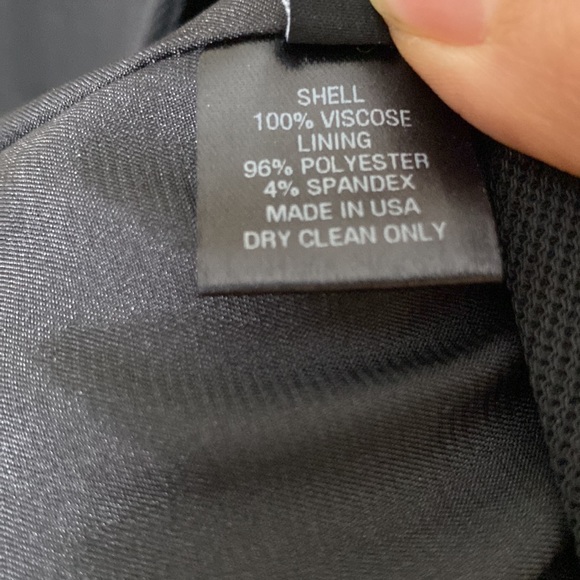 SHELL
100% VISCOSE
LINING
96% POLYESTER
4% SPANDEX
MADE IN USA
DRY CLEAN ONLY